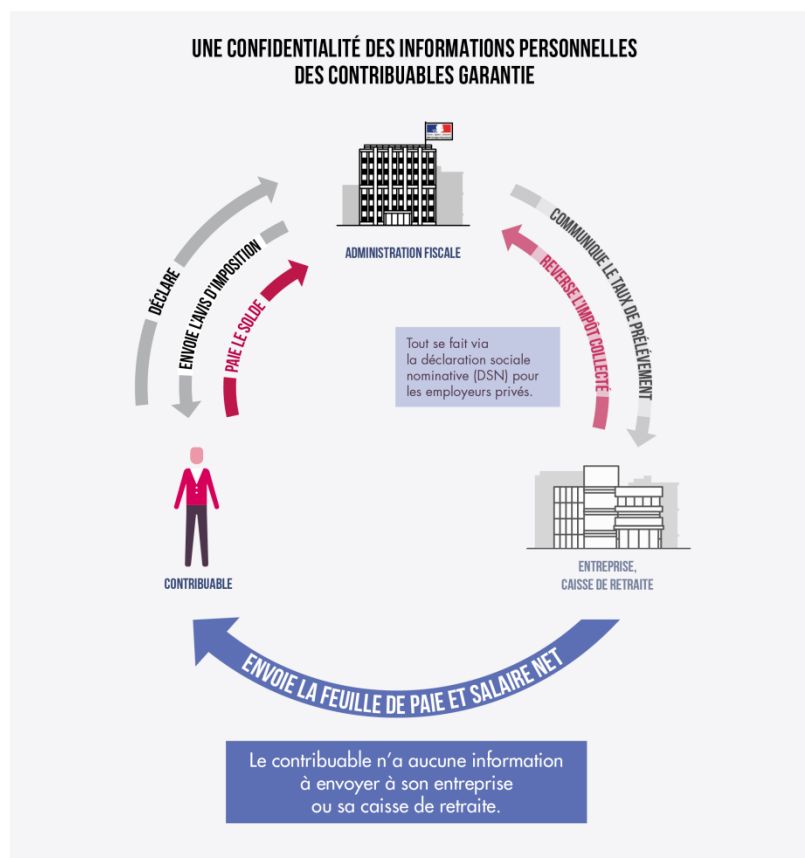 UNE CONFIDENTIALITÉ DES INFORMATIONS PERSONNELLES
DES CONTRIBUABLES GARANTIE
ADMINISTRATION FISCALE
DÉCLARE
ENVOIE L'AVIS D'IMPOSITION
PAIE LE SOLDE
COMMUNIQUE LE TAUX DE PRÉLÉVEMENT
REVERSE L'IMPÔT COLLECTÉ
Tout se fait via
la déclaration sociale
nominative (DSN) pour
les employeurs privés.
CONTRIBUABLE
ENTREPRISE,
CAISSE DE RETRAITE
ENVOIE LA FEUILLE DE PAIE ET SALAIRE NET
Le contribuable n'a aucune information
à envoyer à son entreprise
ou sa caisse de retraite.